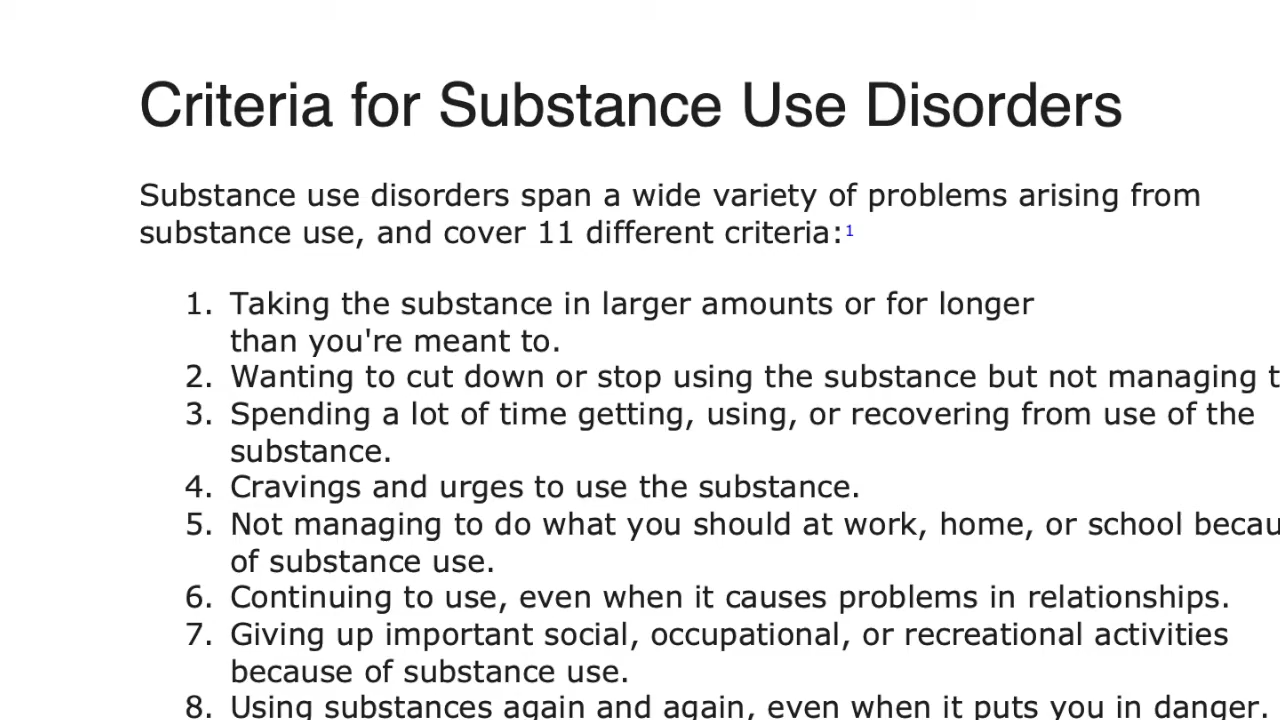 Criteria for Substance Use Disorders
Substance use disorders span a wide variety of problems arising from
substance use, and cover 11 different criteria:1
1. Taking the substance in larger amounts or for longer
than you're meant to.
2. Wanting to cut down or stop using the substance but not managing t
3. Spending a lot of time getting, using, or recovering from use of the
substance.
4. Cravings and urges to use the substance.
5. Not managing to do what you should at work, home, or school becau
of substance use.
6. Continuing to use, even when it causes problems in relationships.
7. Giving up important social, occupational, or recreational activities
because of substance use.
8. Using substances again and again, even when it puts you in danger.